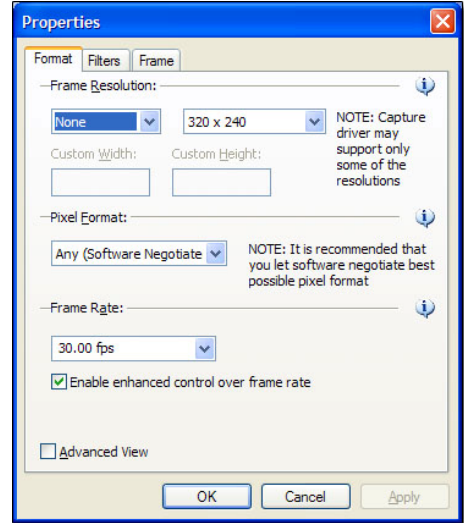 Properties
Format Filters Frame
Frame Resolution:
None 320 x 240
NOTE: Capture
driver may
support only
some of the
resolutions
Custom Width: Custom Height:
Pixel Format:
Any (Software Negotiate
NOTE: It is recommended that
you let software negotiate best
possible pixel format
Frame Rate:
30.00 fps
Enable enhanced control over frame rate
Advanced View
OK Cancel Apply